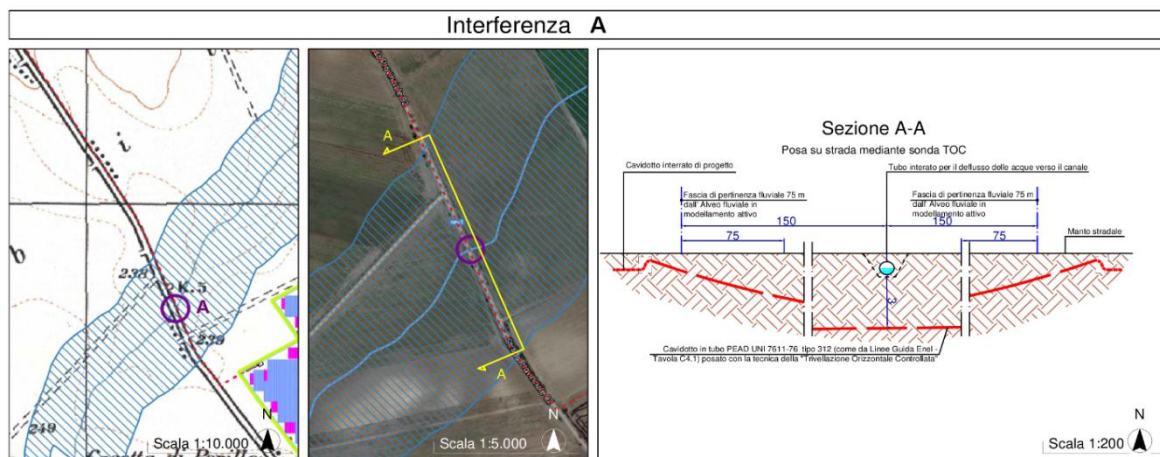 Interferenza A
i
b
238
K.5
A
239
249
N
Scala 1:10.000
A
A
N
Scala 1:5.000
Sezione A-A
Posa su strada mediante sonda TOC
Cavidotto interrato di progetto
Tubo interato per il deflusso delle acque verso il canale
Fascia di pertinenza fluviale 75 m
dall' Alveo fluviale in
modellamento attivo
Fascia di pertinenza fluviale 75 m
dall' Alveo fluviale in
modellamento attivo
150
150
75
75
Manto stradale
3
Cavidotto in tubo PEAD UNI 7611-76 tipo 312 (come da Linee Guida Enel -
Tavola C4.1) posato con la tecnica della "Trivellazione Orizzontale Controllata"
N
Scala 1:200